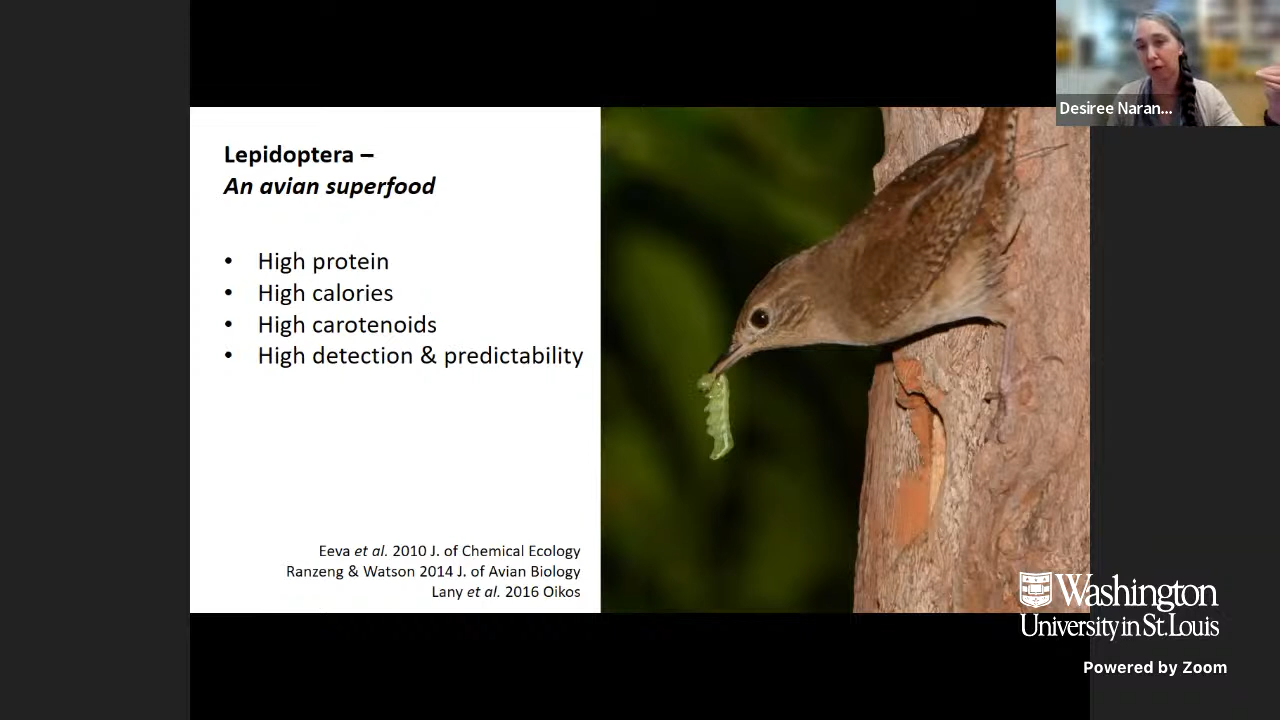 Desiree Naran...
Lepidoptera –
An avian superfood
• High protein
• High calories
• High carotenoids
• High detection & predictability
Eeva et al. 2010 J. of Chemical Ecology
Ranzeng & Watson 2014 J. of Avian Biology
Lany et al. 2016 Oikos
Washington
University in St. Louis
Powered by Zoom